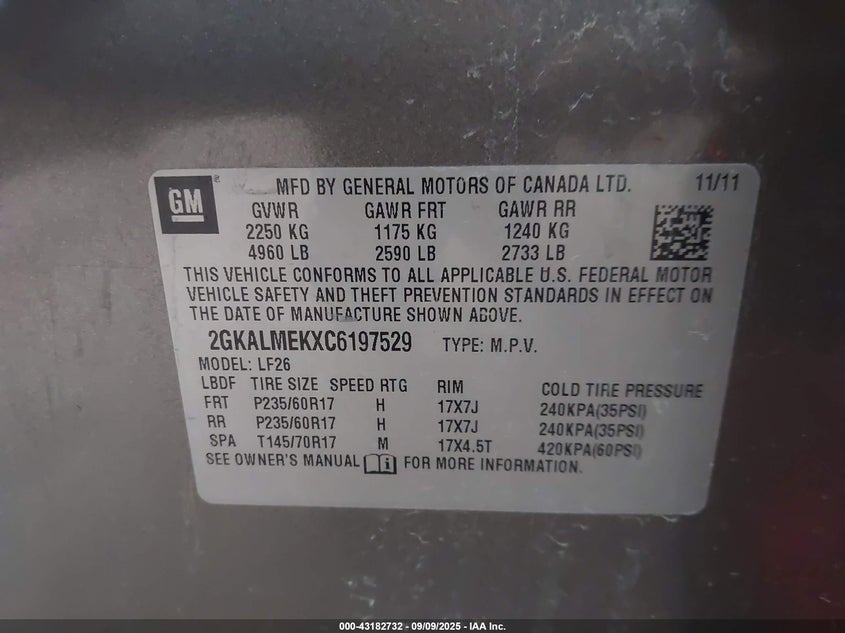 GM ® MFD BY GENERAL MOTORS OF CANADA LTD. 11/11
GVWR GAWR FRT GAWR RR
2250 KG 1175 KG 1240 KG
4960 LB 2590 LB 2733 LB
THIS VEHICLE CONFORMS TO ALL APPLICABLE U.S. FEDERAL MOTOR
VEHICLE SAFETY AND THEFT PREVENTION STANDARDS IN EFFECT ON
THE DATE OF MANUFACTURE SHOWN ABOVE.
2GKALMEKXC6197529 TYPE: M.P.V.
MODEL: LF26
LBDF TIRE SIZE SPEED RTG RIM COLD TIRE PRESSURE
FRT P235/60R17 H 17X7J 240KPA(35PSI)
RR P235/60R17 H 17X7J 240KPA(35PSI)
SPA T145/70R17 M 17X4.5T 420KPA(60PSI)
SEE OWNER'S MANUAL FOR MORE INFORMATION.
000-43182732 - 09/09/2025 - IAA Inc.